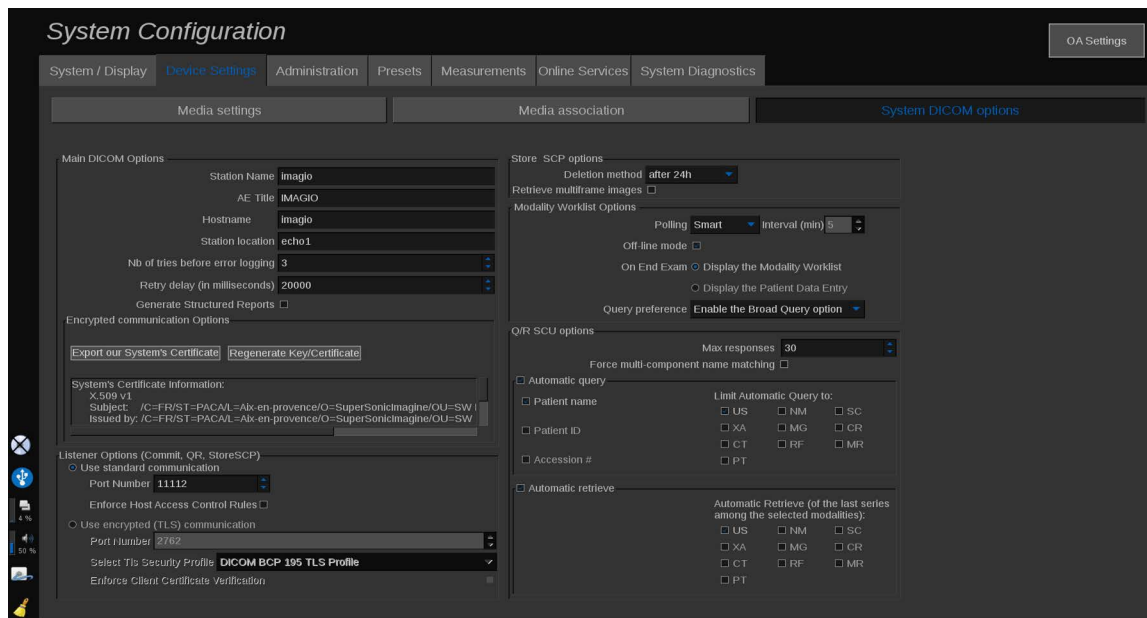 System Configuration
OA Settings
System / Display Device Settings Administration Presets Measurements Online Services System Diagnostics
Media settings Media association System DICOM options
Main DICOM Options
Station Name imagio
AE Title IMAGIO
Hostname imagio
Station location echo1
Nb of tries before error logging 3
Retry delay (in milliseconds) 20000
Generate Structured Reports
Encrypted communication Options
Export our System's Certificate Regenerate Key/Certificate
System's Certificate Information:
X.509 v1
Subject: /C=FR/ST=PACA/L=Aix-en-provence/O=SuperSonicImagine/OU=SW
Issued by: /C=FR/ST=PACA/L=Aix-en-provence/O=SuperSonicImagine/OU=SW
Listener Options (Commit, QR, StoreSCP)
Use standard communication
Port Number 11112
Enforce Host Access Control Rules
Use encrypted (TLS) communication
Port Number 2762
Select Tls Security Profile DICOM BCP 195 TLS Profile
Enforce Client Certificate Verification
Store SCP options
Deletion method after 24h
Retrieve multiframe images
Modality Worklist Options
Polling Smart Interval (min) 5
Off-line mode
On End Exam Display the Modality Worklist
Display the Patient Data Entry
Query preference Enable the Broad Query option
Q/R SCU options
Max responses 30
Force multi-component name matching
Automatic query
Patient name
Patient ID
Accession #
Limit Automatic Query to:
US NM SC
XA MG CR
CT RF MR
PT
Automatic retrieve
Automatic Retrieve (of the last series
among the selected modalities):
US NM SC
XA MG CR
CT RF MR
PT
4 %
50 %